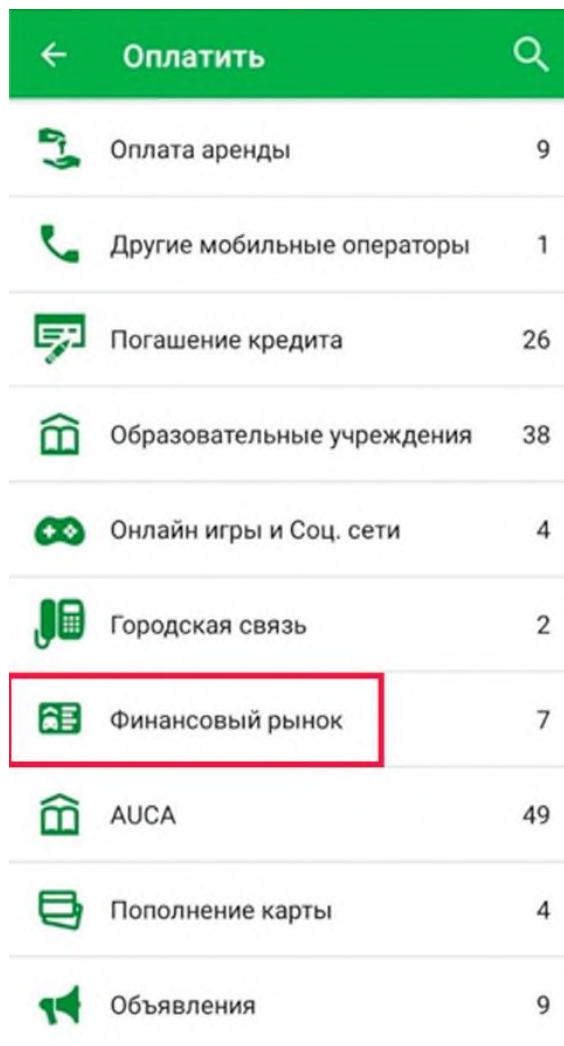 Оплатить
Оплата аренды 9
Другие мобильные операторы 1
Погашение кредита 26
Образовательные учреждения 38
Онлайн игры и Соц. сети 4
Городская связь 2
Финансовый рынок 7
AUCA 49
Пополнение карты 4
Объявления 9